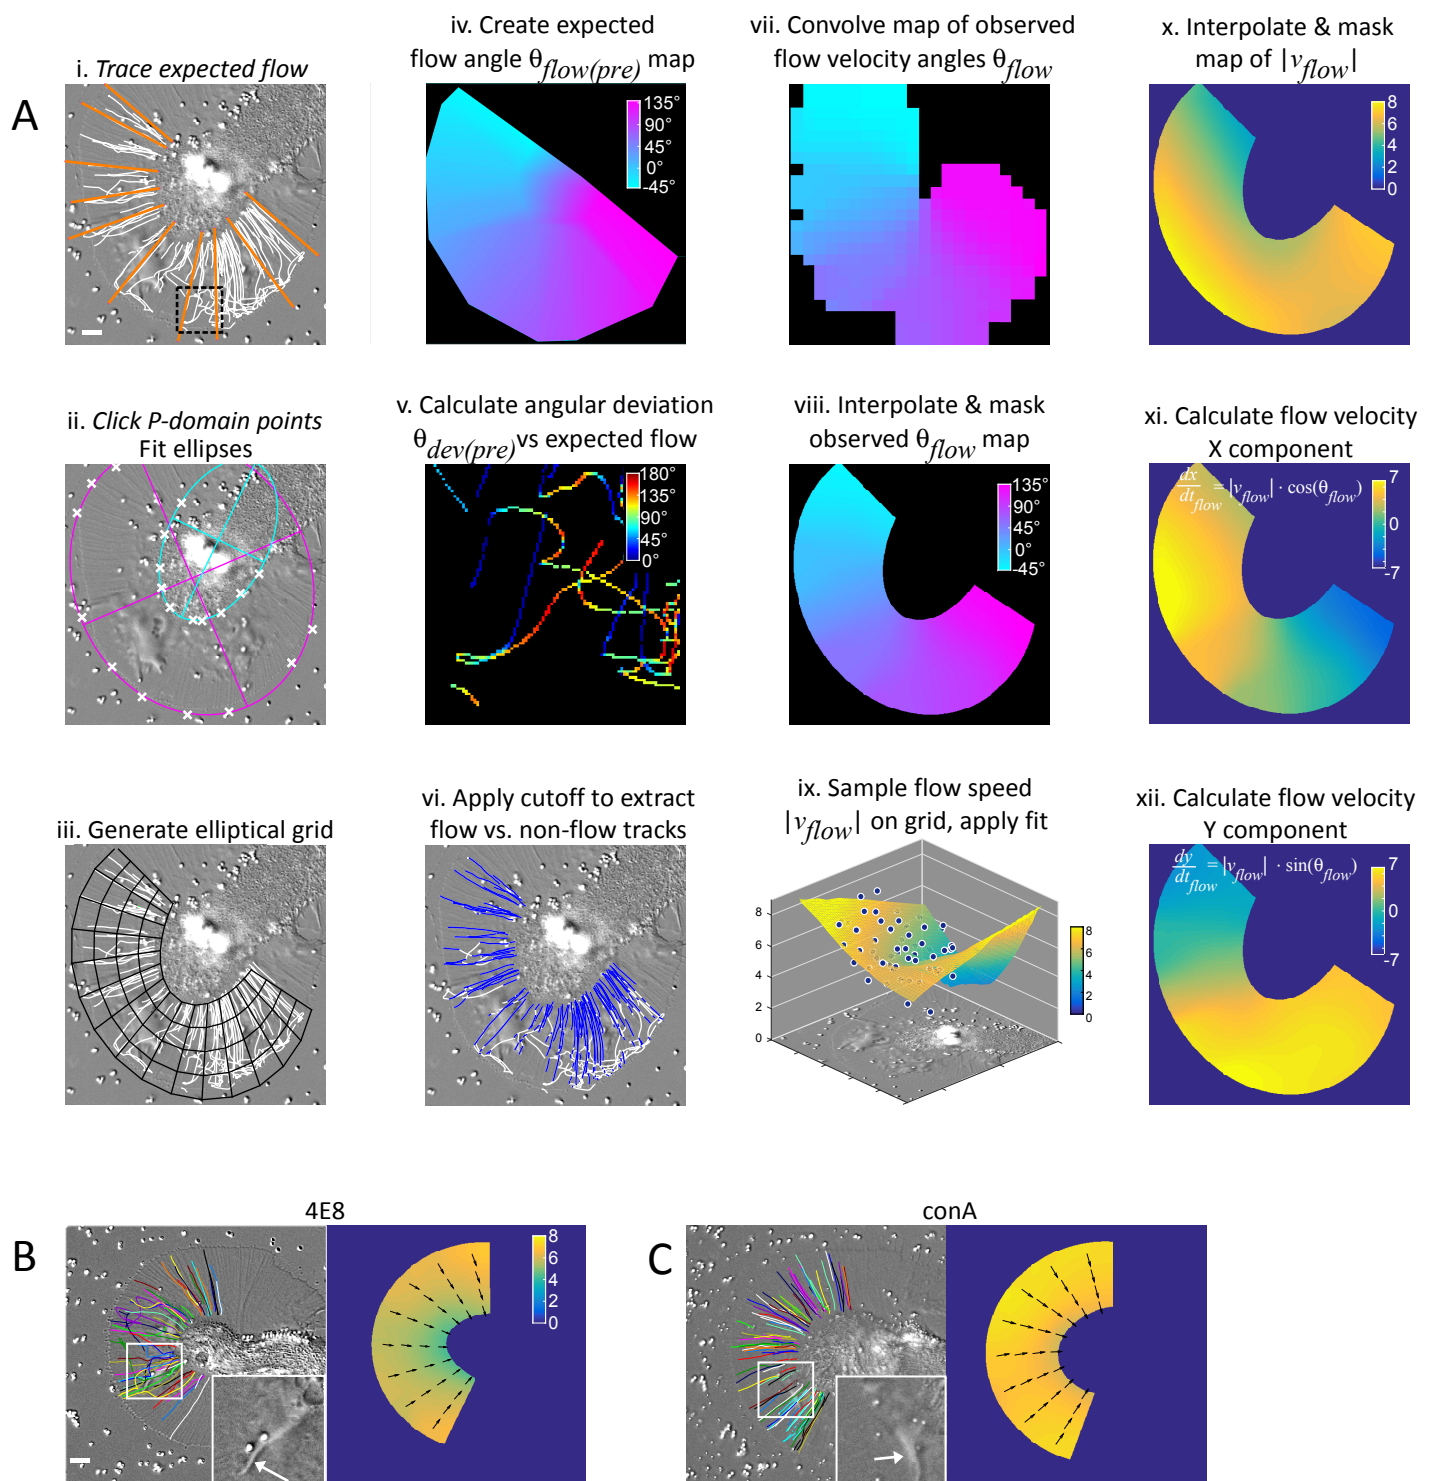 A
i. Trace expected flow
ii. Click P-domain points
Fit ellipses
iii. Generate elliptical grid
iv. Create expected
flow angle θflow(pre) map
135°
90°
45°
0°
-45°
v. Calculate angular deviation
θdev(pre) vs expected flow
180°
135°
90°
45°
0°
vi. Apply cutoff to extract
flow vs. non-flow tracks
vii. Convolve map of observed
flow velocity angles θflow
viii. Interpolate & mask
observed θflow map
135°
90°
45°
0°
-45°
ix. Sample flow speed
|vflow| on grid, apply fit
8
6
4
2
0
8
6
4
2
0
x. Interpolate & mask
map of |vflow|
8
6
4
2
0
xi. Calculate flow velocity
X component
dx/dt flow = |vflow| · cos(θflow)
7
0
-7
xii. Calculate flow velocity
Y component
dy/dt flow = |vflow| · sin(θflow)
7
0
-7
B
4E8
8
6
4
2
0
C
conA